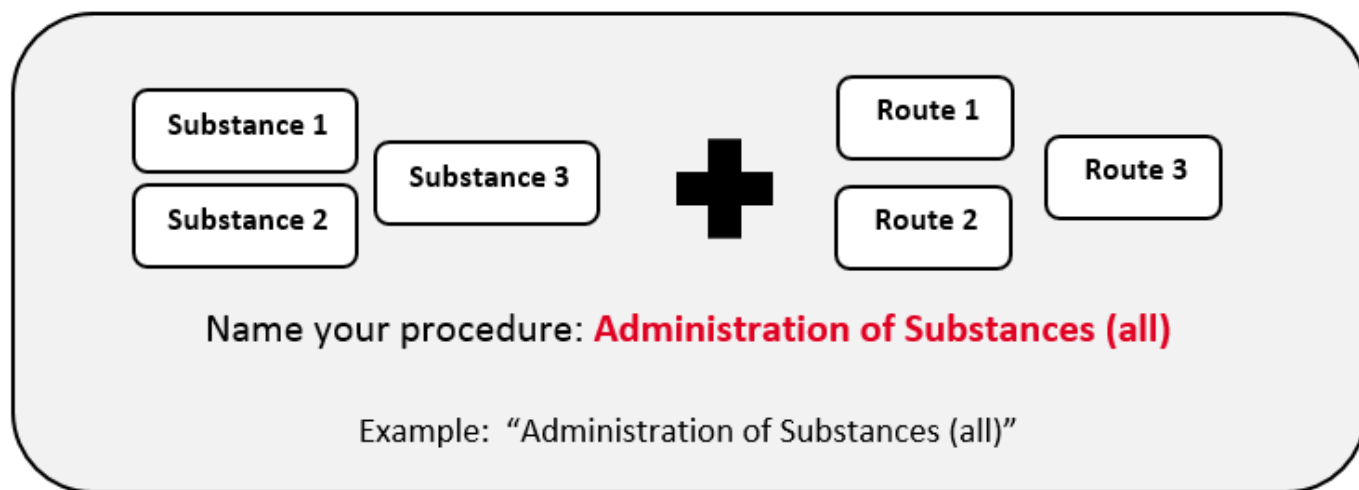 Substance 1
Substance 2
Substance 3
Route 1
Route 2
Route 3
Name your procedure: Administration of Substances (all)
Example: “Administration of Substances (all)”